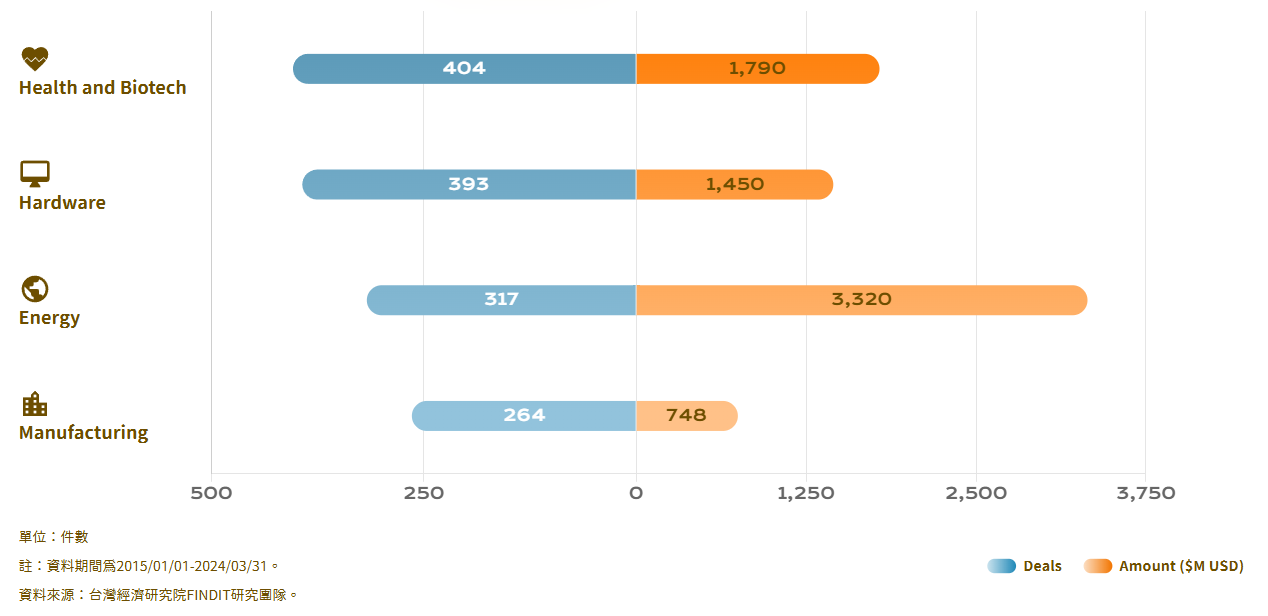 Health and Biotech
404
1,790
Hardware
393
1,450
Energy
317
3,320
Manufacturing
264
748
500 250 0 1,250 2,500 3,750
單位：件數
註：資料期間為2015/01/01-2024/03/31。
資料來源：台灣經濟研究院FINDIT研究團隊。
Deals Amount ($M USD)